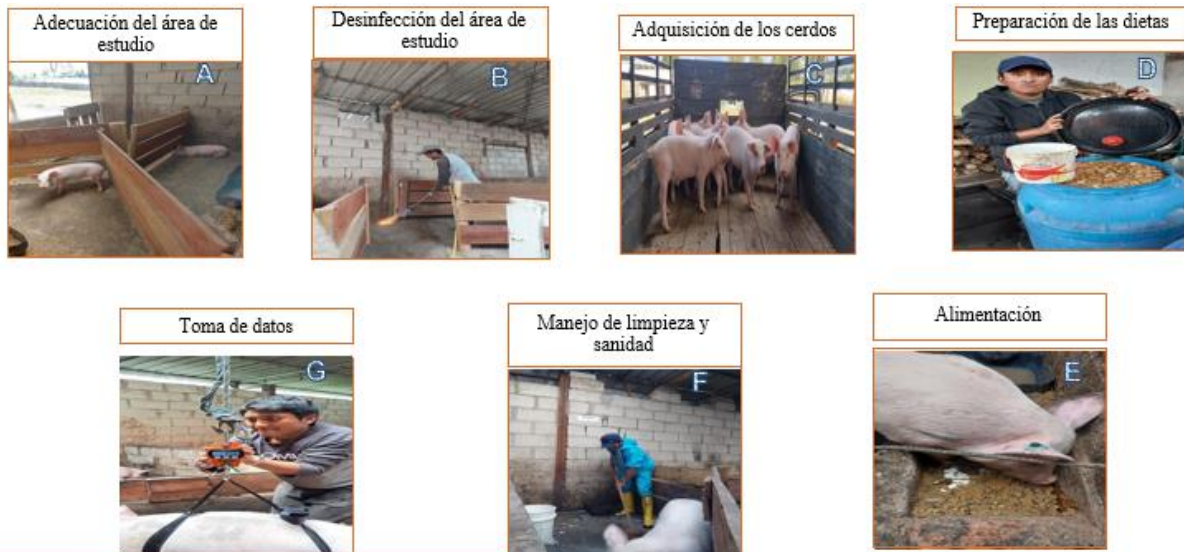 Adecuación del área de
estudio
A
Desinfección del área de
estudio
B
Adquisición de los cerdos
C
Preparación de las dietas
D
Toma de datos
G
Manejo de limpieza y
sanidad
F
Alimentación
E